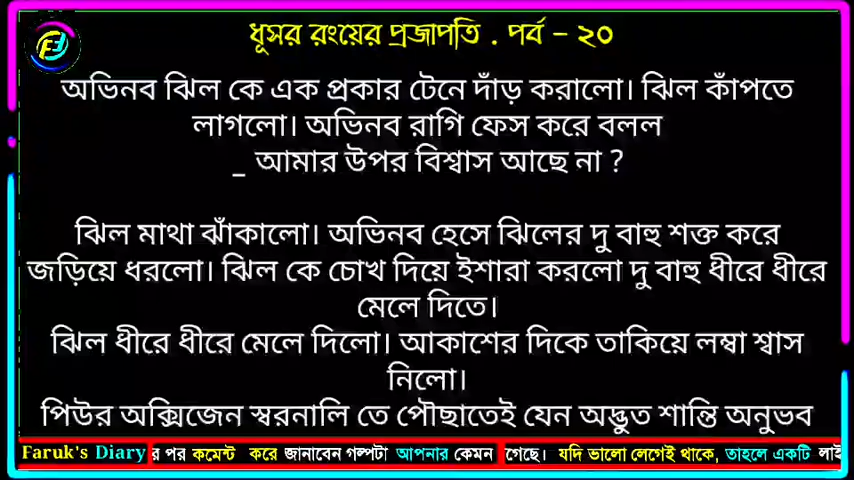 ধূসর রংয়ের প্রজাপতি . পর্ব - ২০
অভিনব ঝিল কে এক প্রকার টেনে দাঁড় করালো। ঝিল কাঁপতে
লাগলো। অভিনব রাগি ফেস করে বলল
_ আমার উপর বিশ্বাস আছে না ?
ঝিল মাথা ঝাঁকালো। অভিনব হেসে ঝিলের দু বাহু শক্ত করে
জড়িয়ে ধরলো। ঝিল কে চোখ দিয়ে ইশারা করলো দু বাহু ধীরে ধীরে
মেলে দিতে।
ঝিল ধীরে ধীরে মেলে দিলো। আকাশের দিকে তাকিয়ে লম্বা শ্বাস
নিলো।
পিউর অক্সিজেন স্বরনালি তে পৌছাতেই যেন অদ্ভুত শান্তি অনুভব
Faruk's Diary র পর কমেন্ট করে জানাবেন গল্পটা আপনার কেমন গেছে। যদি ভালো লেগেই থাকে, তাহলে একটি লাই